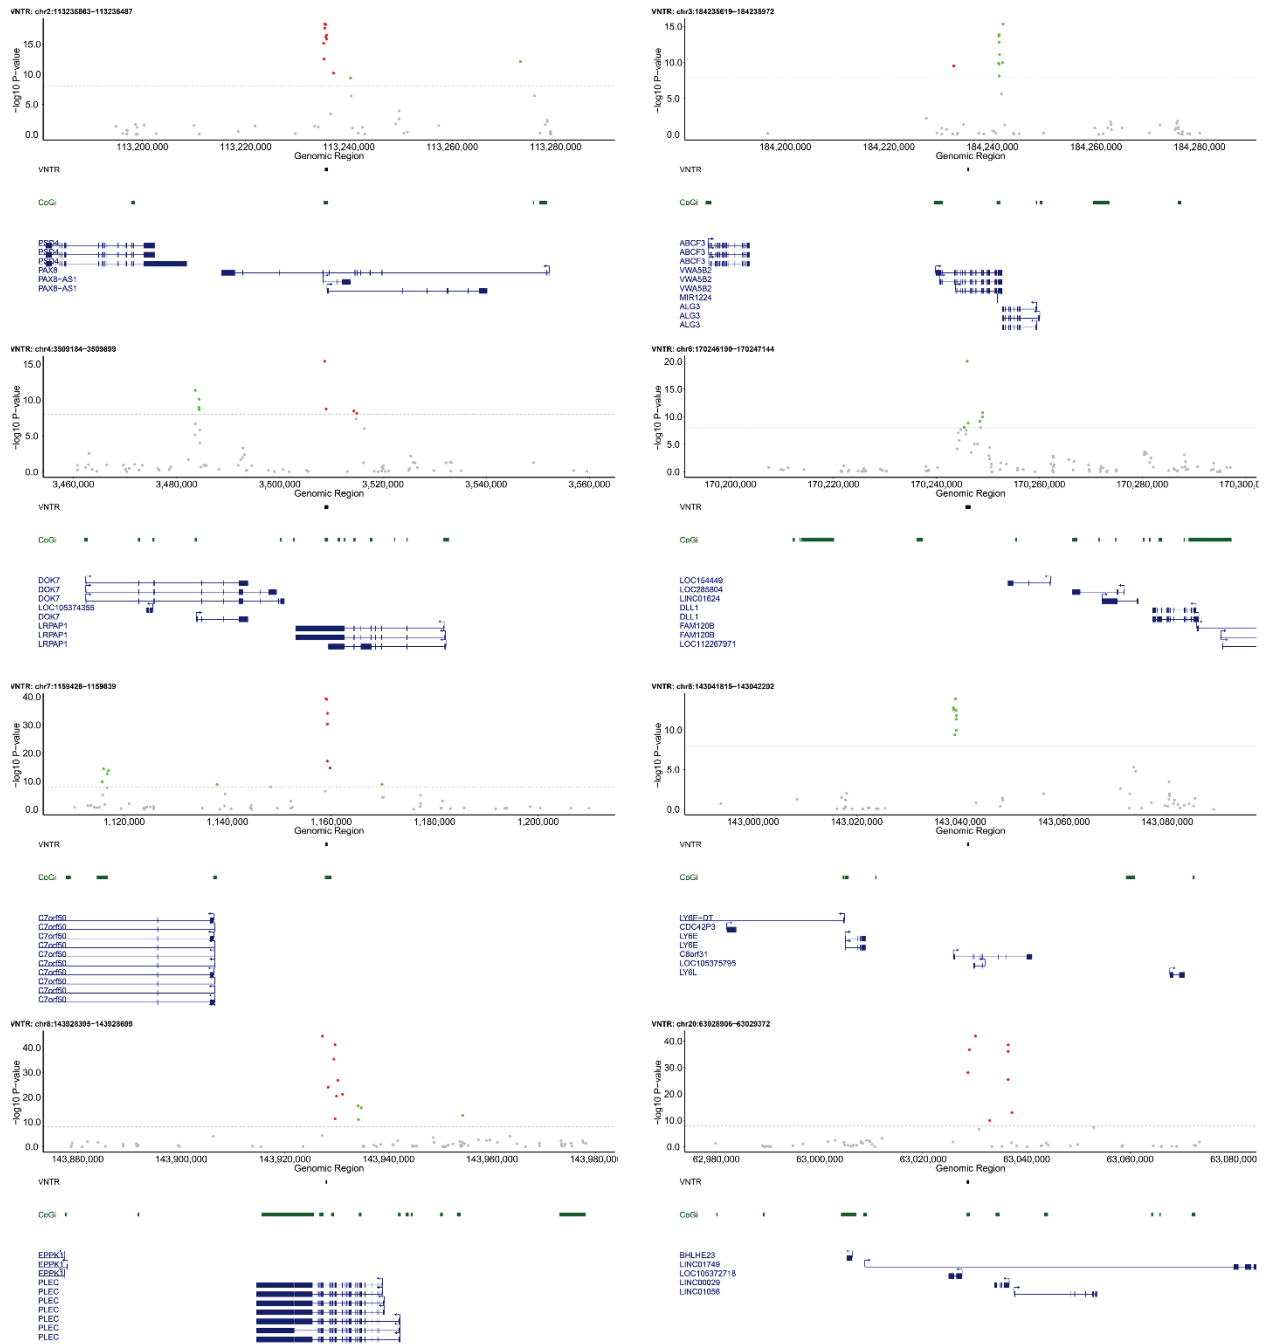 VNTR: chr2:113235863−113236487
15.0
10.0
5.0
0.0
−log10 P−value
113,200,000
113,220,000
113,240,000
113,260,000
113,280,000
Genomic Region
VNTR
CpGi
PSD4
PSD4
PSD4
PAX8
PAX8−AS1
PAX8−AS1
VNTR: chr3:184235619−184235972
15.0
10.0
5.0
0.0
−log10 P−value
184,200,000
184,220,000
184,240,000
184,260,000
184,280,000
Genomic Region
VNTR
CpGi
ABCF3
ABCF3
ABCF3
VWA5B2
VWA5B2
VWA5B2
MIR1224
ALG3
ALG3
ALG3
VNTR: chr4:3509184−3509899
15.0
10.0
5.0
0.0
−log10 P−value
3,460,000
3,480,000
3,500,000
3,520,000
3,540,000
3,560,000
Genomic Region
VNTR
CpGi
DOK7
DOK7
DOK7
LOC105374355
DOK7
LRPAP1
LRPAP1
LRPAP1
VNTR: chr6:170246190−170247144
20.0
15.0
10.0
5.0
0.0
−log10 P−value
170,200,000
170,220,000
170,240,000
170,260,000
170,280,000
170,300,0
Genomic Region
VNTR
CpGi
LOC154449
LOC285804
LINC01624
DLL1
DLL1
FAM120B
FAM120B
LOC112267971
VNTR: chr7:1159426−1159839
40.0
30.0
20.0
10.0
0.0
−log10 P−value
1,120,000
1,140,000
1,160,000
1,180,000
1,200,000
Genomic Region
VNTR
CpGi
C7orf50
C7orf50
C7orf50
C7orf50
C7orf50
C7orf50
C7orf50
C7orf50
C7orf50
C7orf50
VNTR: chr8:143041815−143042202
10.0
5.0
0.0
−log10 P−value
143,000,000
143,020,000
143,040,000
143,060,000
143,080,000
Genomic Region
VNTR
CpGi
LY6E−DT
CDC42P3
LY6E
LY6E
C8orf31
LOC105375795
LY6L
VNTR: chr8:143928395−143928699
40.0
30.0
20.0
10.0
0.0
−log10 P−value
143,880,000
143,900,000
143,920,000
143,940,000
143,960,000
143,980,00
Genomic Region
VNTR
CpGi
EPPK1
EPPK1
EPPK1
PLEC
PLEC
PLEC
PLEC
PLEC
PLEC
PLEC
VNTR: chr20:63028906−63029372
40.0
30.0
20.0
10.0
0.0
−log10 P−value
62,980,000
63,000,000
63,020,000
63,040,000
63,060,000
63,080,000
Genomic Region
VNTR
CpGi
BHLHE23
LINC01749
LOC105372718
LINC00029
LINC01056